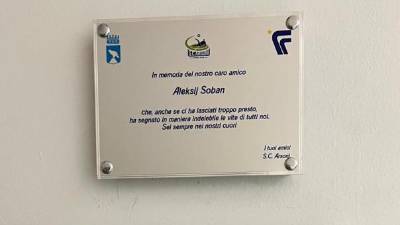 In memoria del nostro caro amico
Aleksij Soban
che, anche se ci ha lasciati troppo presto,
ha segnato in maniera indelebile le vite di tutti noi.
Sei sempre nei nostri cuori
I tuoi amici
S.C.